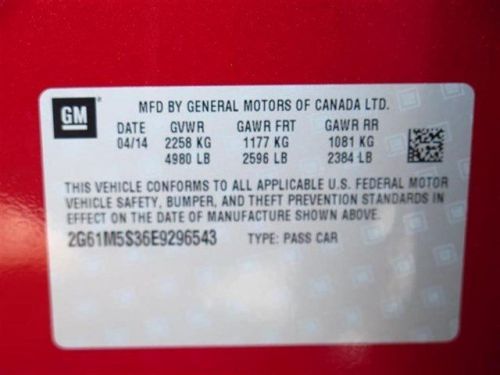 GM
MFD BY GENERAL MOTORS OF CANADA LTD.
DATE GVWR GAWR FRT GAWR RR
04/14 2258 KG 1177 KG 1081 KG
4980 LB 2596 LB 2384 LB
THIS VEHICLE CONFORMS TO ALL APPLICABLE U.S. FEDERAL MOTOR
VEHICLE SAFETY, BUMPER, AND THEFT PREVENTION STANDARDS IN
EFFECT ON THE DATE OF MANUFACTURE SHOWN ABOVE.
2G61M5S36E9296543 TYPE: PASS CAR